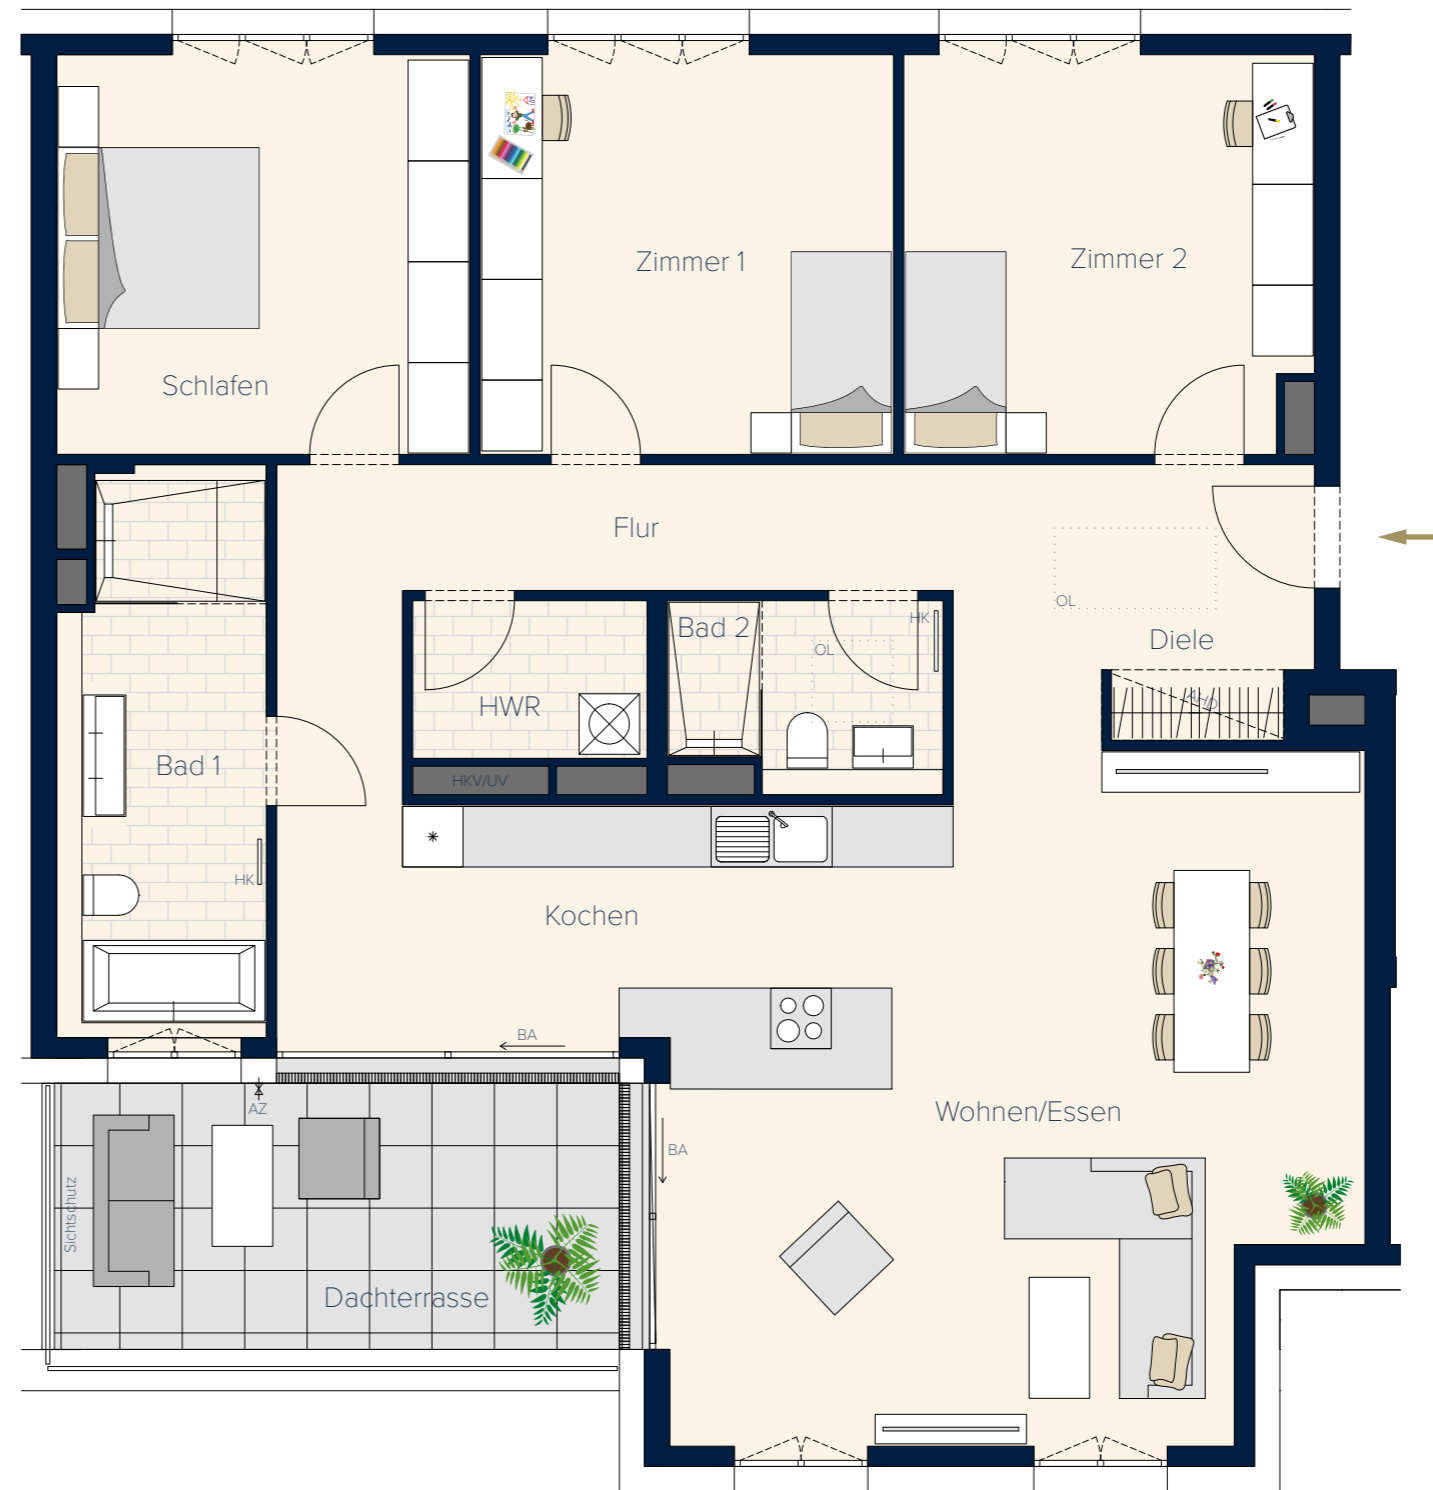 Zimmer 1
Zimmer 2
Schlafen
Flur
OL
Diele
HK
Bad 2
OL
HWR
AHD
Bad 1
HKV/UV
HK
Kochen
BA
AZ
Wohnen/Essen
BA
Sichtschutz
Dachterrasse